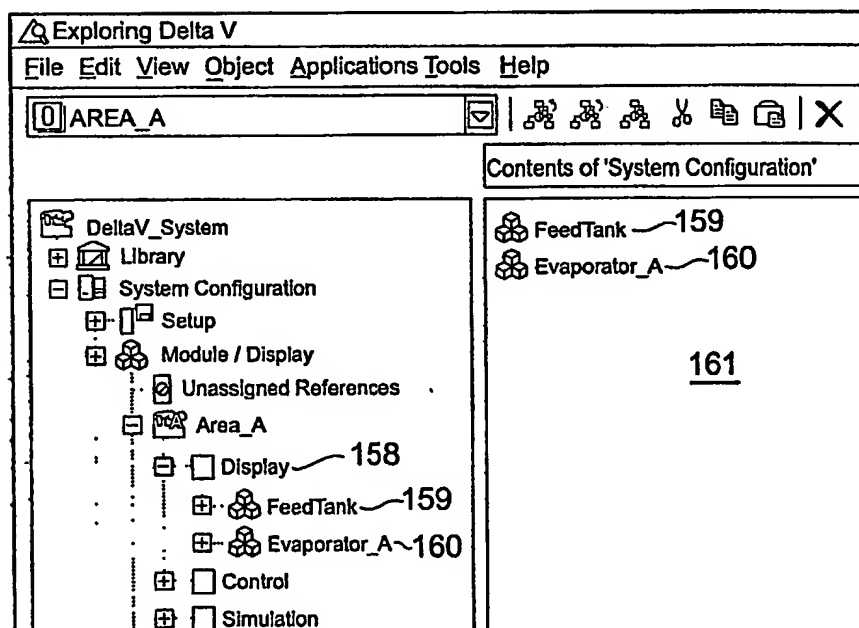 Exploring Delta V
File Edit View Object Applications Tools Help
AREA_A
Contents of 'System Configuration'
DeltaV_System
Library
System Configuration
Setup
Module / Display
Unassigned References
Area_A
Display 158
FeedTank 159
Evaporator_A 160
Control
Simulation
FeedTank 159
Evaporator_A 160
161